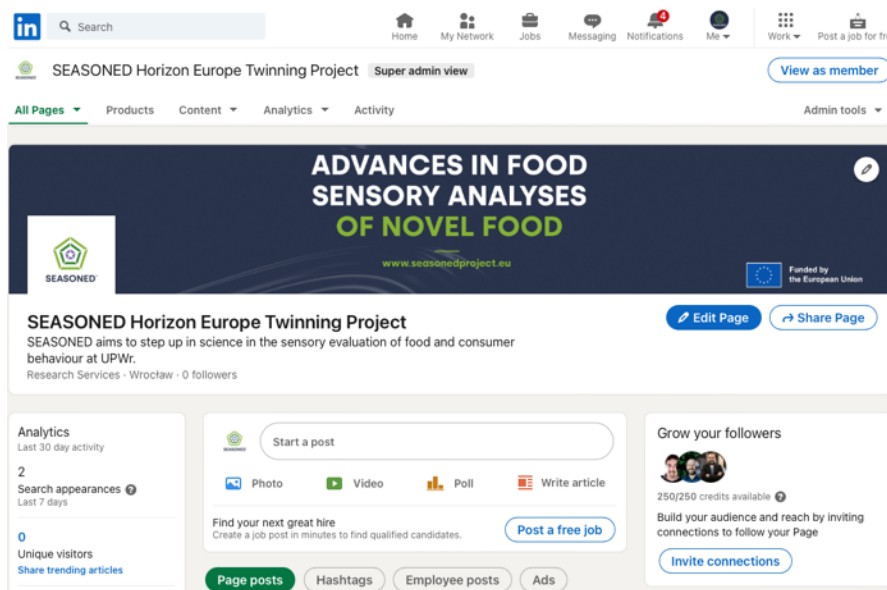 in
Search
Home
My Network
Jobs
Messaging
4
Notifications
Me
Work
Post a job for fre
SEASONED Horizon Europe Twinning Project
Super admin view
View as member
All Pages
Products
Content
Analytics
Activity
Admin tools
ADVANCES IN FOOD
SENSORY ANALYSES
OF NOVEL FOOD
www.seasonedproject.eu
SEASONED
Funded by
the European Union
SEASONED Horizon Europe Twinning Project
SEASONED aims to step up in science in the sensory evaluation of food and consumer
behaviour at UPWr.
Research Services · Wrocław · 0 followers
Edit Page
Share Page
Analytics
Last 30 day activity
2
Search appearances ?
Last 7 days
0
Unique visitors
Share trending articles
Start a post
Photo
Video
Poll
Write article
Find your next great hire
Create a job post in minutes to find qualified candidates.
Post a free job
Page posts
Hashtags
Employee posts
Ads
Grow your followers
250/250 credits available ?
Build your audience and reach by inviting
connections to follow your Page
Invite connections